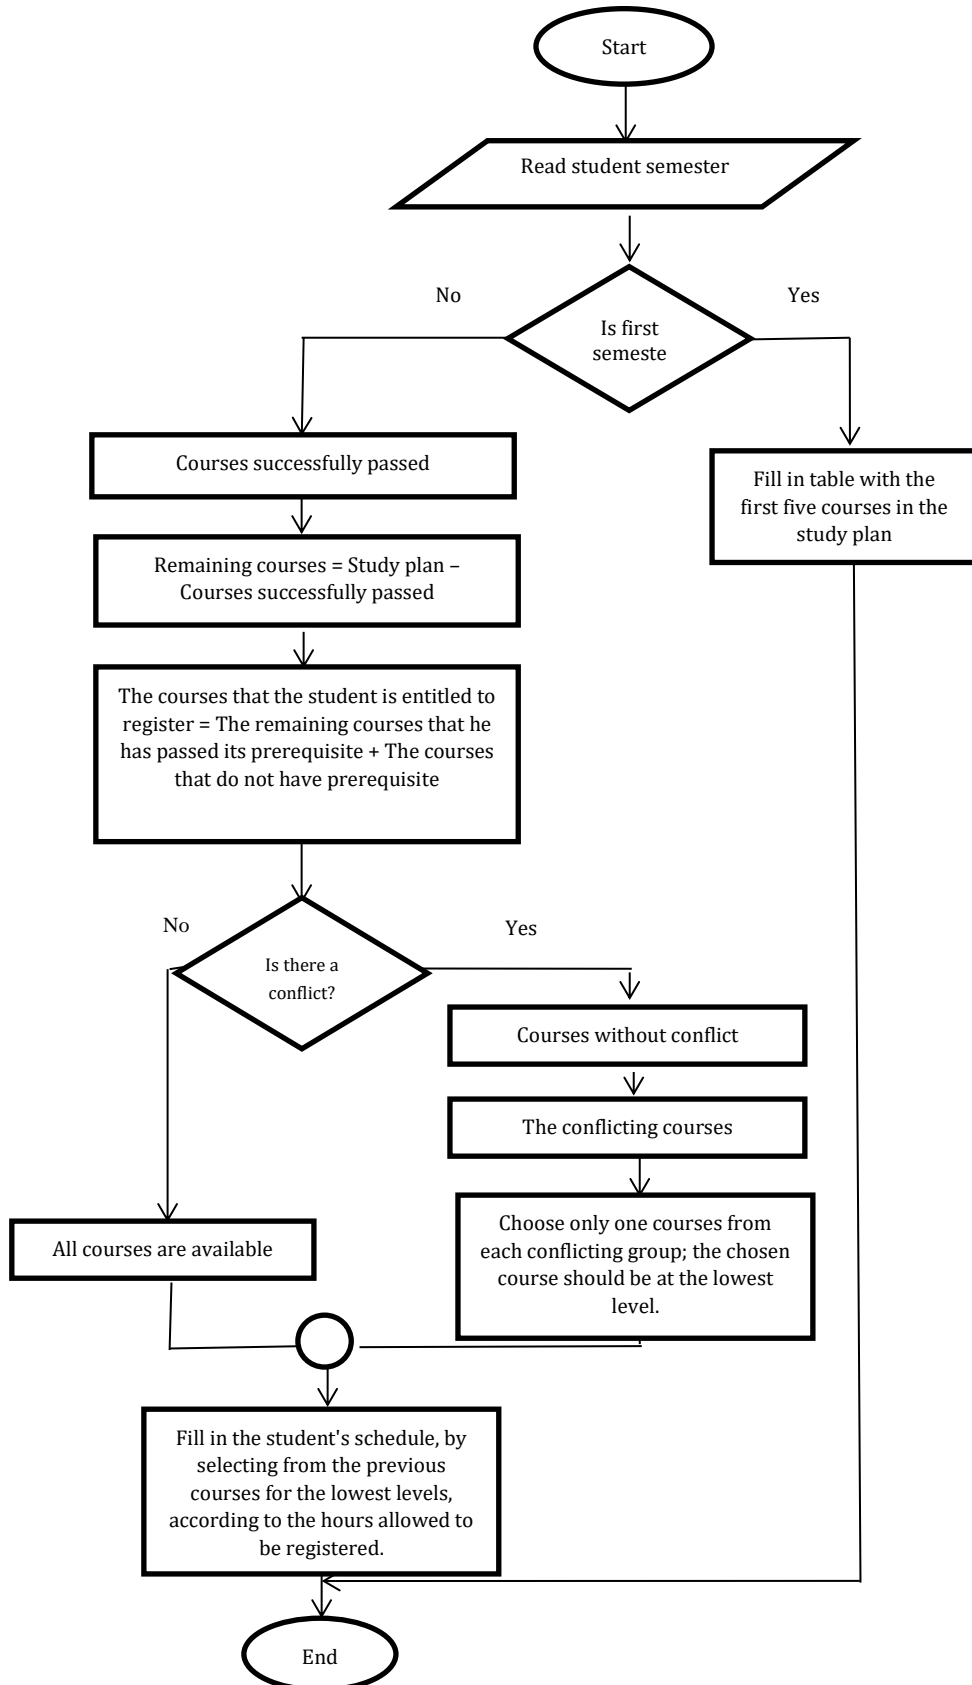 Start
Read student semester
No
Yes
Is first
semeste
Courses successfully passed
Fill in table with the
first five courses in the
study plan
Remaining courses = Study plan –
Courses successfully passed
The courses that the student is entitled to
register = The remaining courses that he
has passed its prerequisite + The courses
that do not have prerequisite
No
Yes
Is there a
conflict?
Courses without conflict
The conflicting courses
Choose only one courses from
each conflicting group; the chosen
course should be at the lowest
level.
All courses are available
Fill in the student's schedule, by
selecting from the previous
courses for the lowest levels,
according to the hours allowed to
be registered.
End